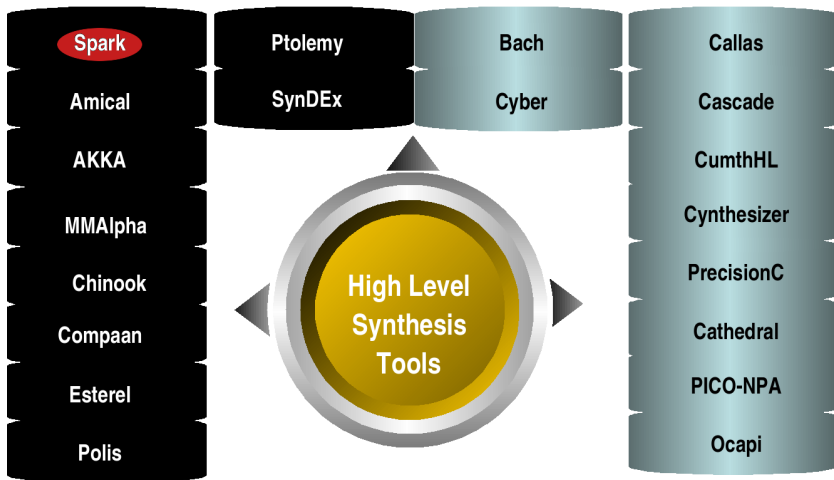 Spark
Amical
AKKA
MMAlpha
Chinook
Compaan
Esterel
Polis
Ptolemy
SynDEx
Bach
Cyber
High Level
Synthesis
Tools
Callas
Cascade
CumthHL
Cynthesizer
PrecisionC
Cathedral
PICO-NPA
Ocapi